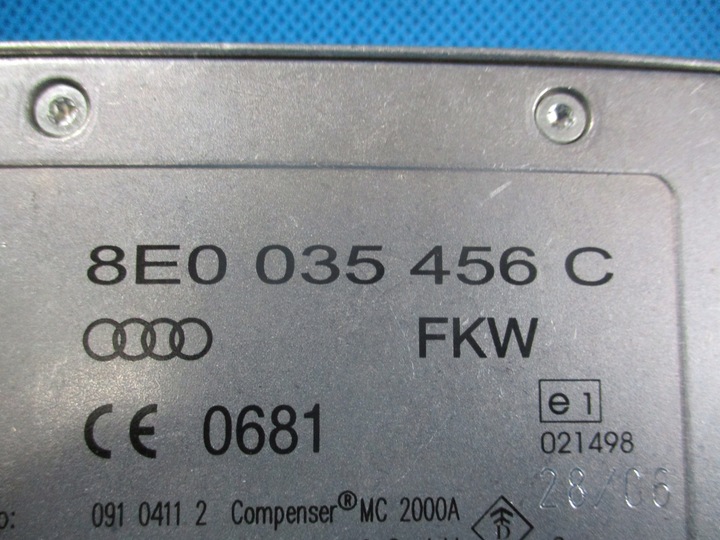 8E0 035 456 C
FKW
CE 0681
e1
021498
28/06
o: 091 0411 2 Compenser® MC 2000A
D